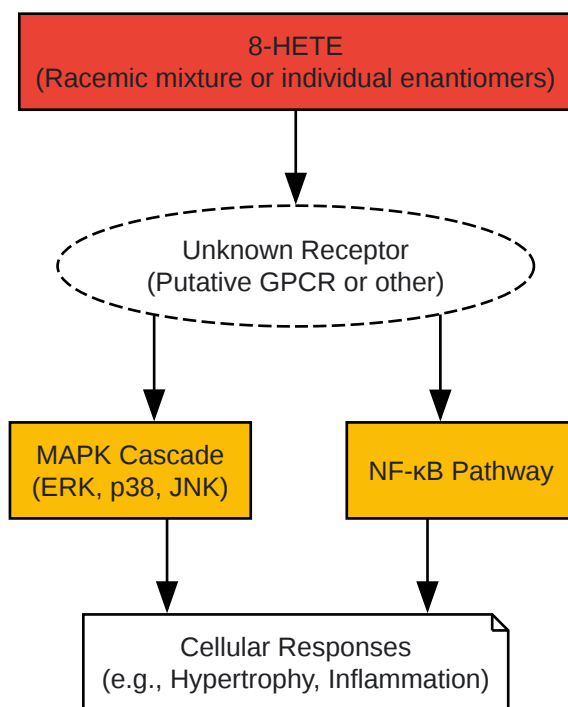 8-HETE
(Racemic mixture or individual enantiomers)
Unknown Receptor
(Putative GPCR or other)
MAPK Cascade
(ERK, p38, JNK)
NF-κB Pathway
Cellular Responses
(e.g., Hypertrophy, Inflammation)